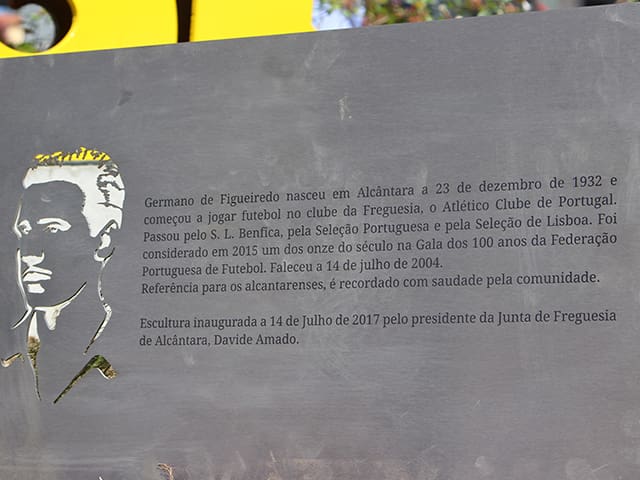 Germano de Figueiredo nasceu em Alcântara a 23 de dezembro de 1932 e
começou a jogar futebol no clube da Freguesia, o Atlético Clube de Portugal.
Passou pelo S. L. Benfica, pela Seleção Portuguesa e pela Seleção de Lisboa. Foi
considerado em 2015 um dos onze do século na Gala dos 100 anos da Federação
Portuguesa de Futebol. Faleceu a 14 de julho de 2004.
Referência para os alcantarenses, é recordado com saudade pela comunidade.
Escultura inaugurada a 14 de Julho de 2017 pelo presidente da Junta de Freguesia
de Alcântara, Davide Amado.